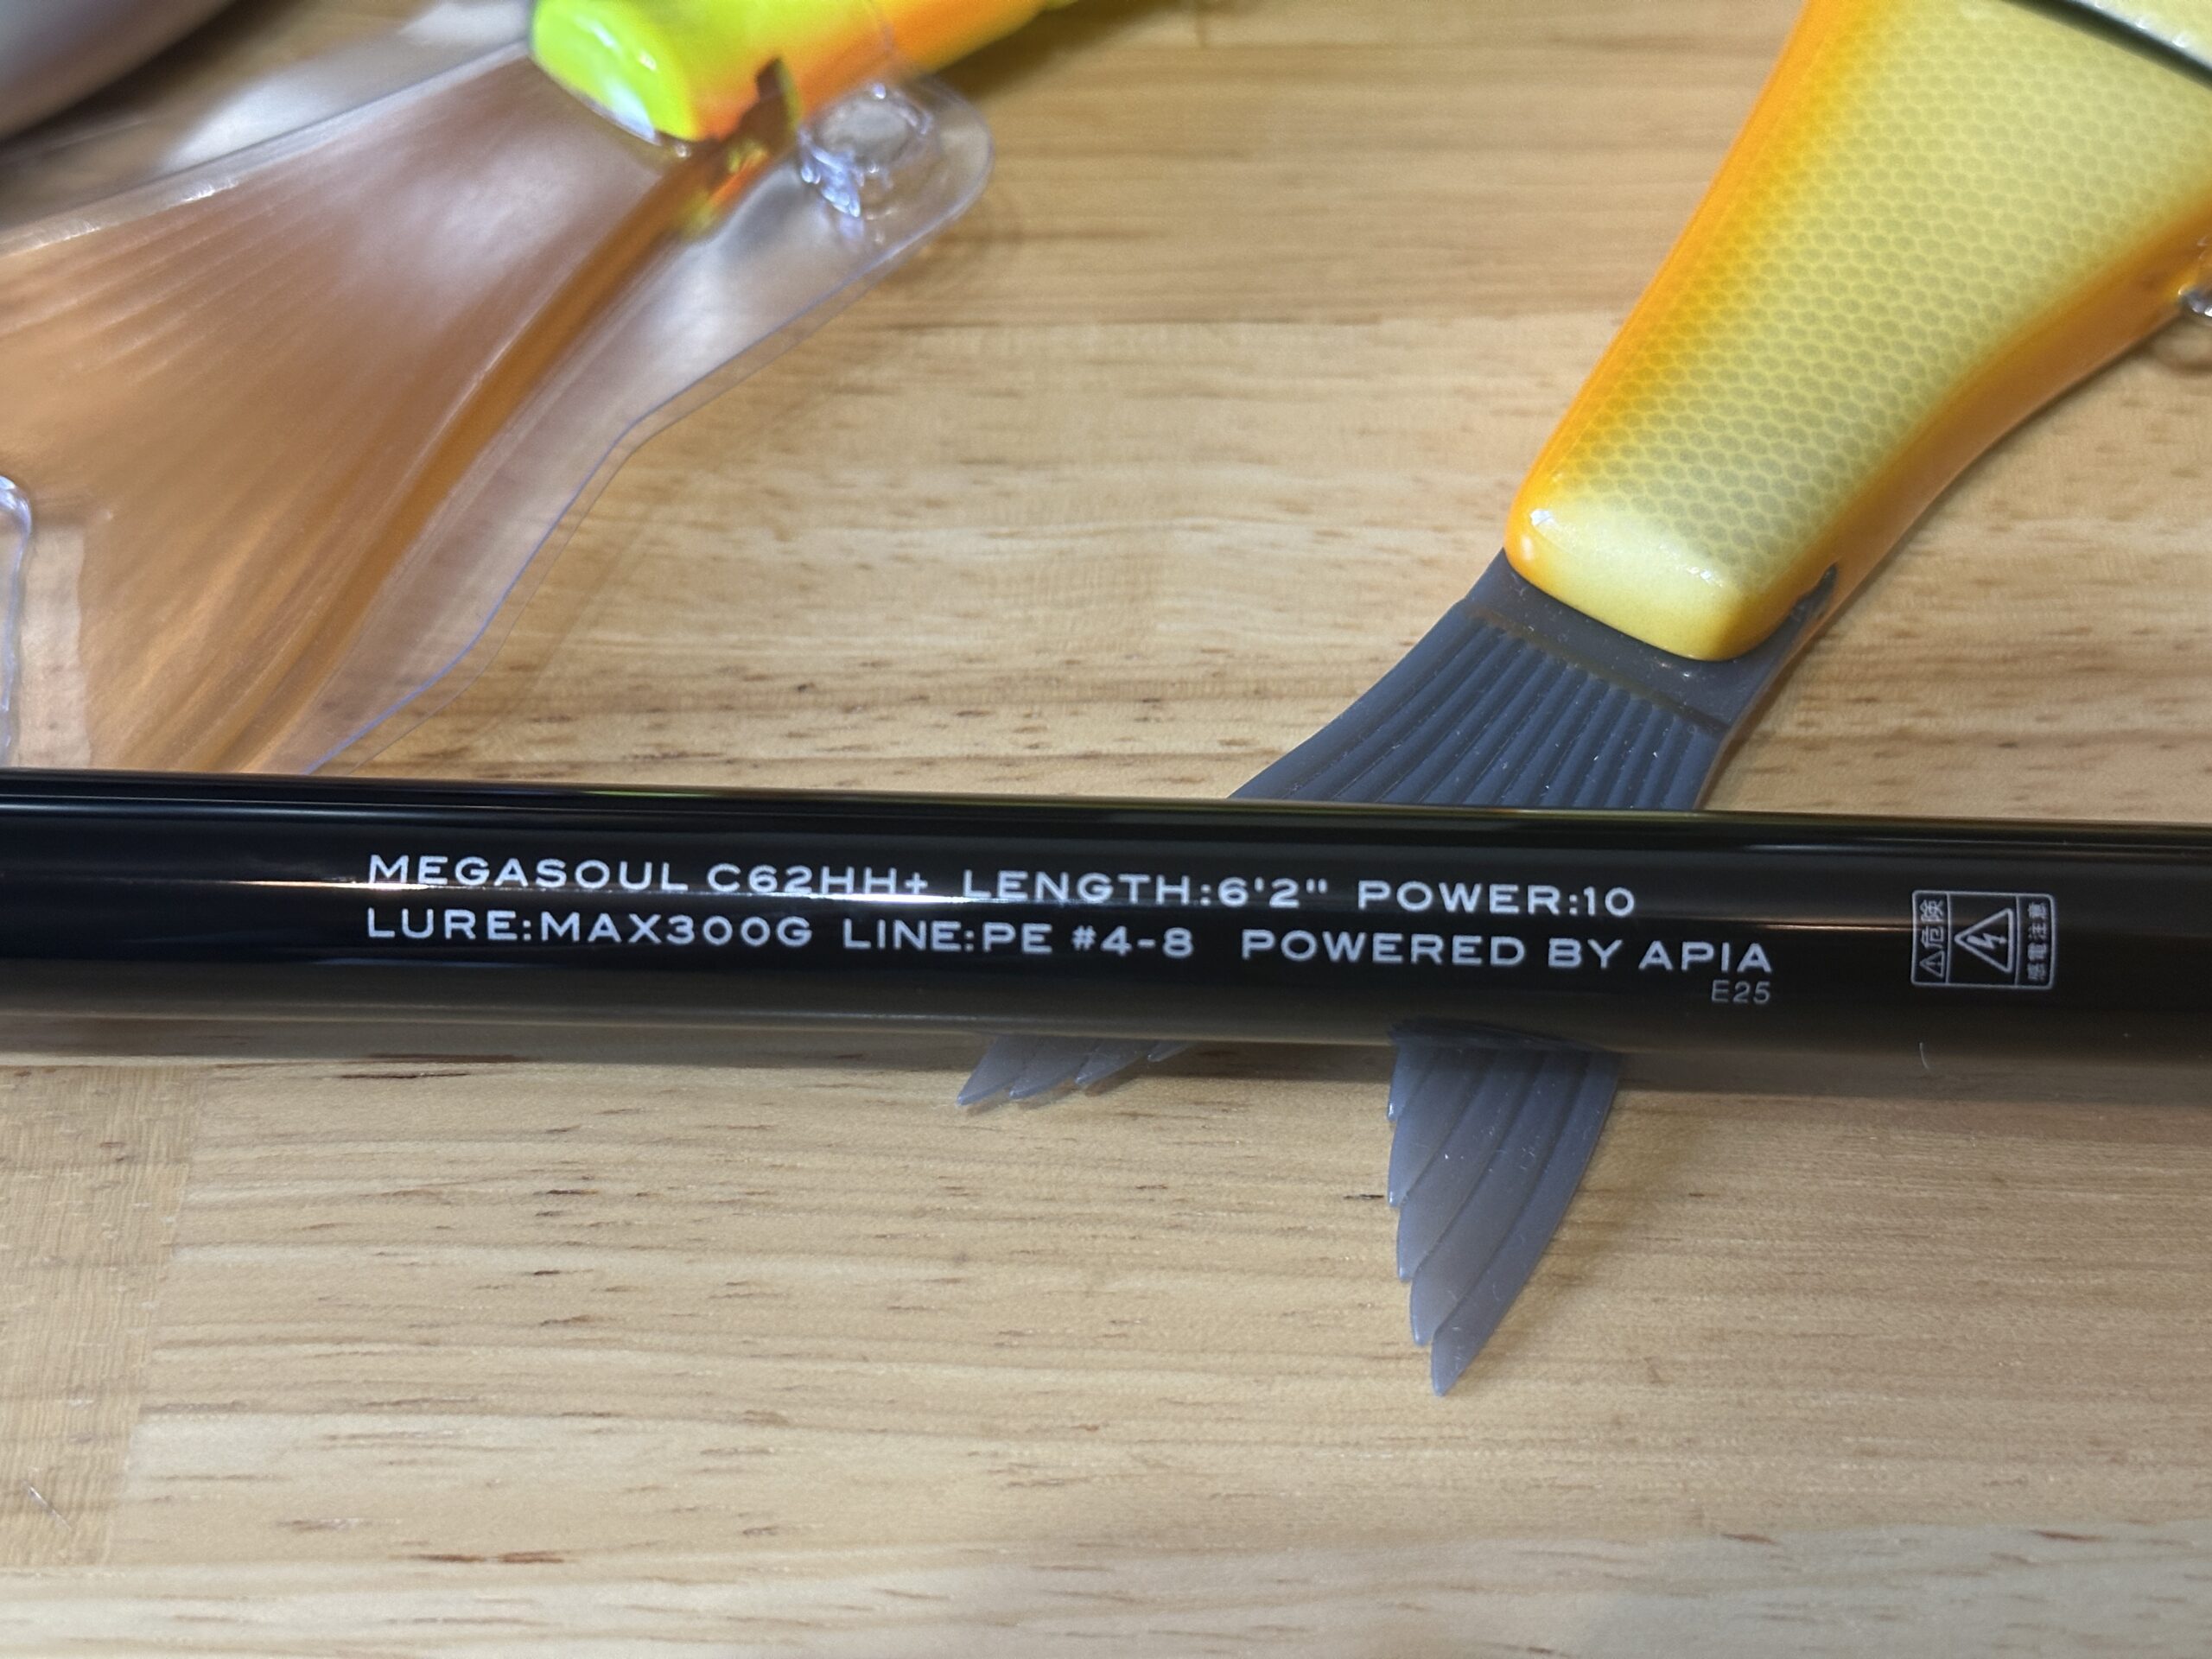 MEGASOUL C62HH+ LENGTH:6'2" POWER:10
LURE:MAX300G LINE:PE #4-8 POWERED BY APIA
E25
危険
感電注意